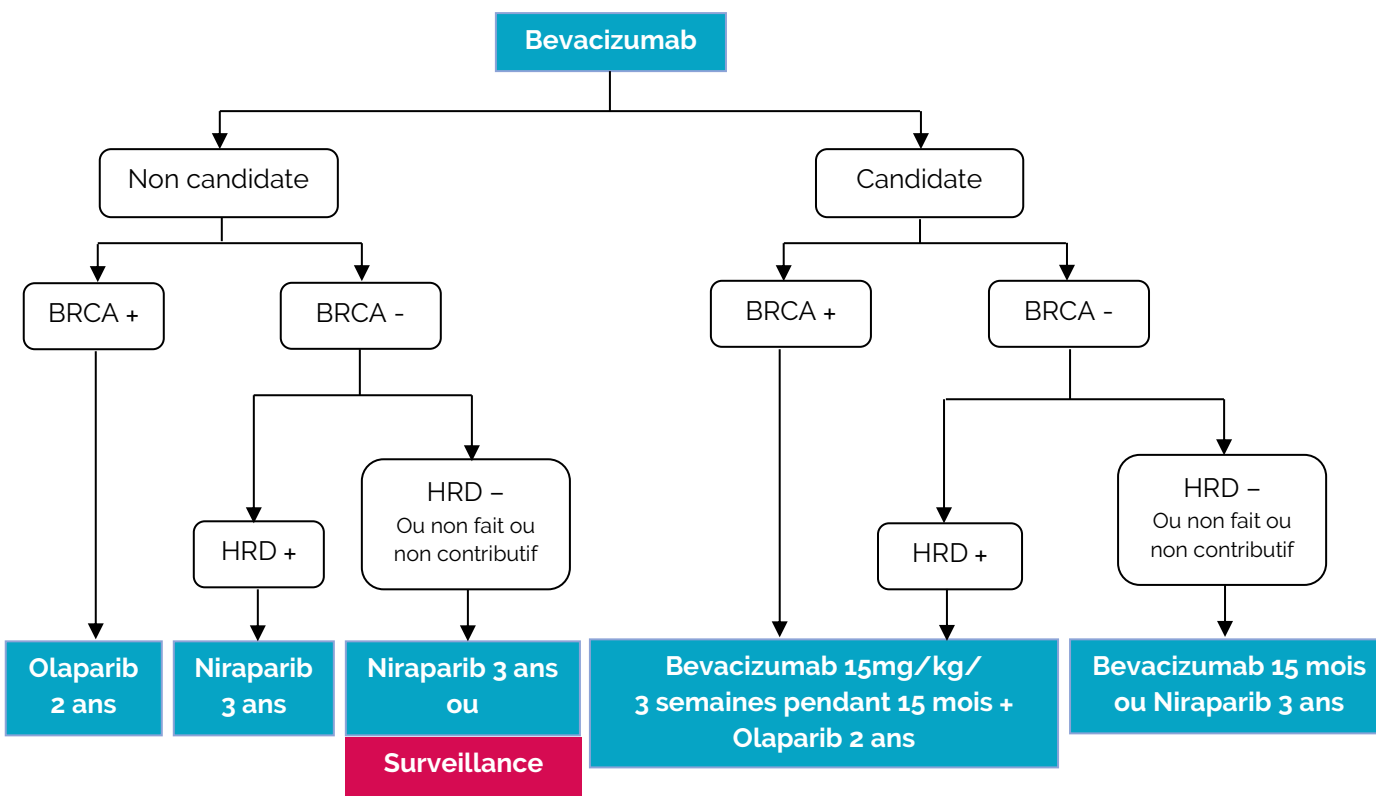 Bevacizumab
Non candidate
Candidate
BRCA +
BRCA -
BRCA +
BRCA -
HRD +
HRD –
Ou non fait ou
non contributif
HRD +
HRD –
Ou non fait ou
non contributif
Olaparib
2 ans
Niraparib
3 ans
Niraparib 3 ans
ou
Surveillance
Bevacizumab 15mg/kg/
3 semaines pendant 15 mois +
Olaparib 2 ans
Bevacizumab 15 mois
ou Niraparib 3 ans